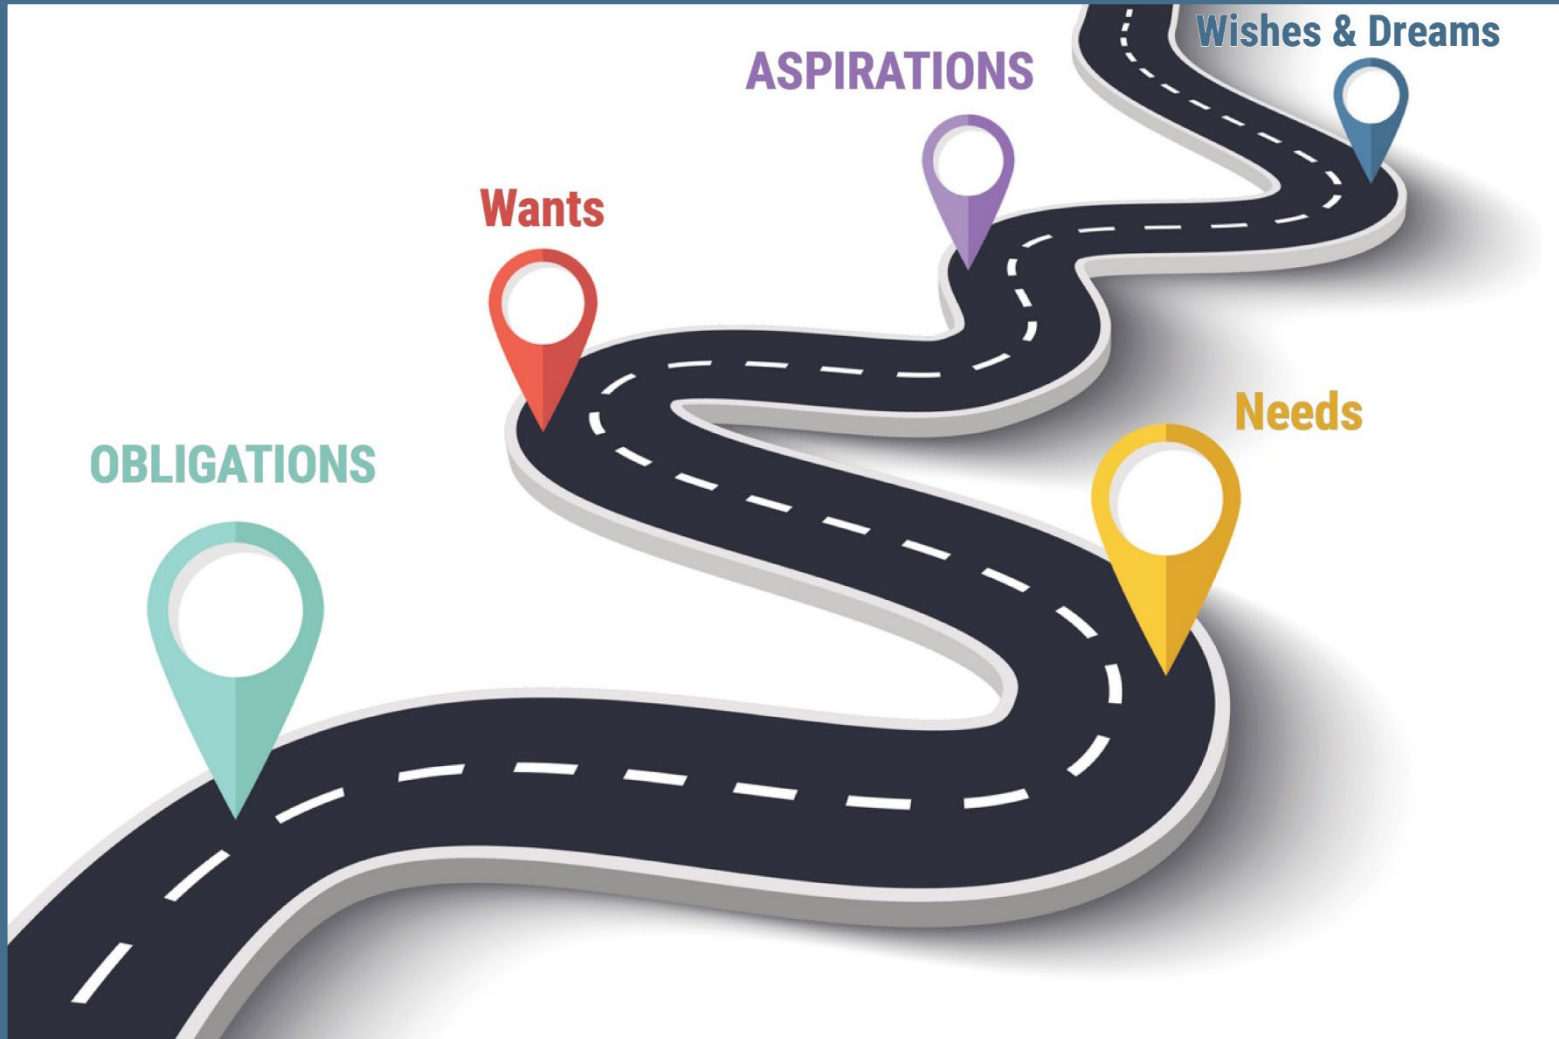 Wishes & Dreams
ASPIRATIONS
Wants
Needs
OBLIGATIONS